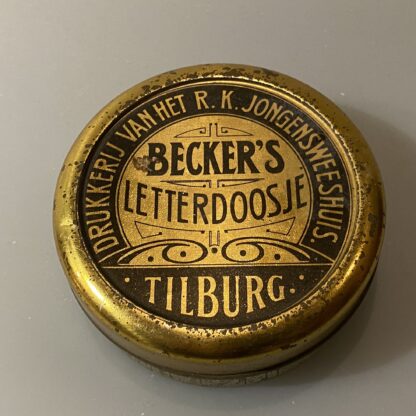 DRUKKERIJ VAN HET R. K. JONGENSWEESHUIS.
BECKER'S
LETTERDOOSJE
· TILBURG. ·